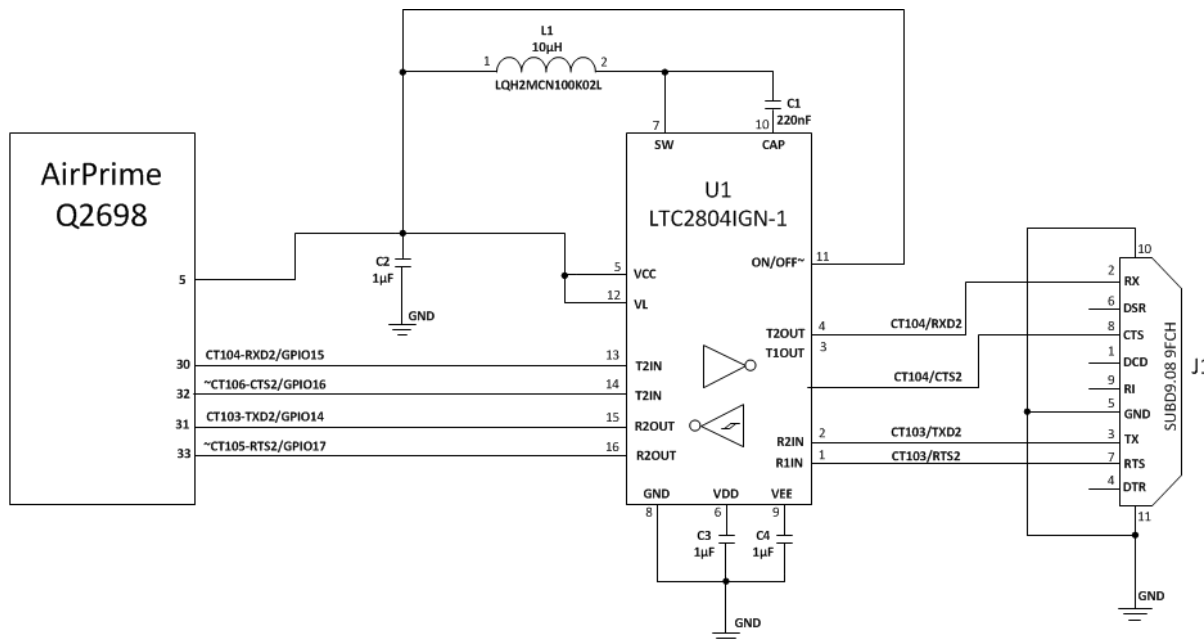 L1
10µH
1
2
LQH2MCN100K02L
C1
220nF
7
10
SW
CAP
AirPrime
Q2698
U1
LTC2804IGN-1
5
C2
1µF
GND
5
VCC
12
VL
ON/OFF~
11
10
2
RX
6
DSR
8
CTS
1
DCD
9
RI
5
GND
3
TX
7
RTS
4
DTR
11
SUBD9.08 9FCH
J1
T2OUT
4
CT104/RXD2
T1OUT
3
CT104/CTS2
30
CT104-RXD2/GPIO15
13
T2IN
32
~CT106-CTS2/GPIO16
14
T2IN
31
CT103-TXD2/GPIO14
15
R2OUT
33
~CT105-RTS2/GPIO17
16
R2OUT
R2IN
2
CT103/TXD2
R1IN
1
CT103/RTS2
GND
VDD
VEE
8
6
9
C3
1µF
C4
1µF
GND
GND